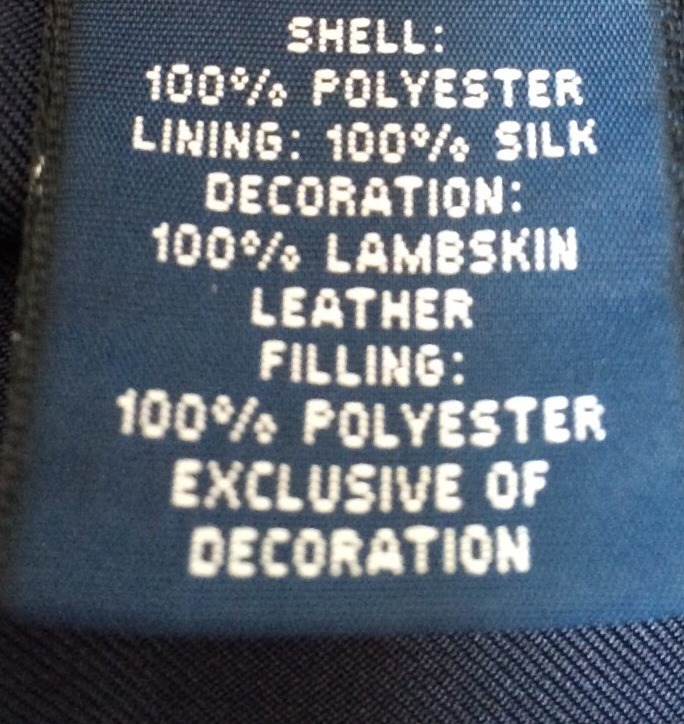 SHELL:
100% POLYESTER
LINING: 100% SILK
DECORATION:
100% LAMBSKIN
LEATHER
FILLING:
100% POLYESTER
EXCLUSIVE OF
DECORATION